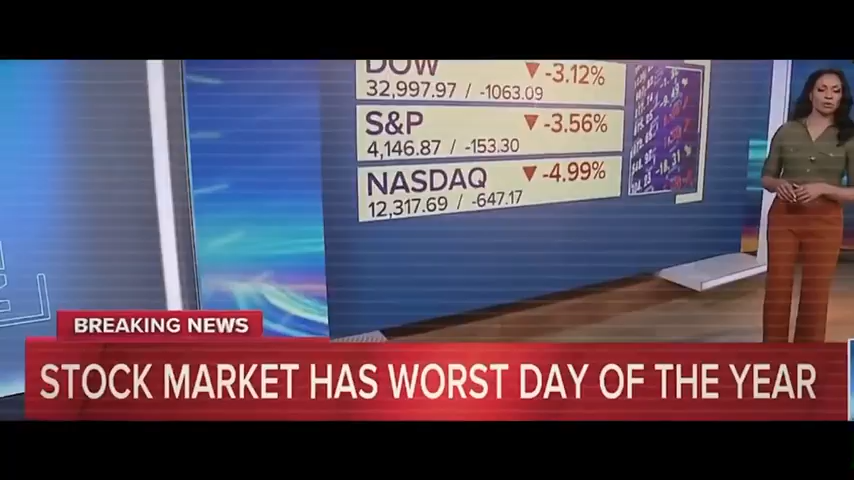 DOW ▼ -3.12%
32,997.97 / -1063.09
S&P ▼ -3.56%
4,146.87 / -153.30
NASDAQ ▼ -4.99%
12,317.69 / -647.17
BREAKING NEWS
STOCK MARKET HAS WORST DAY OF THE YEAR